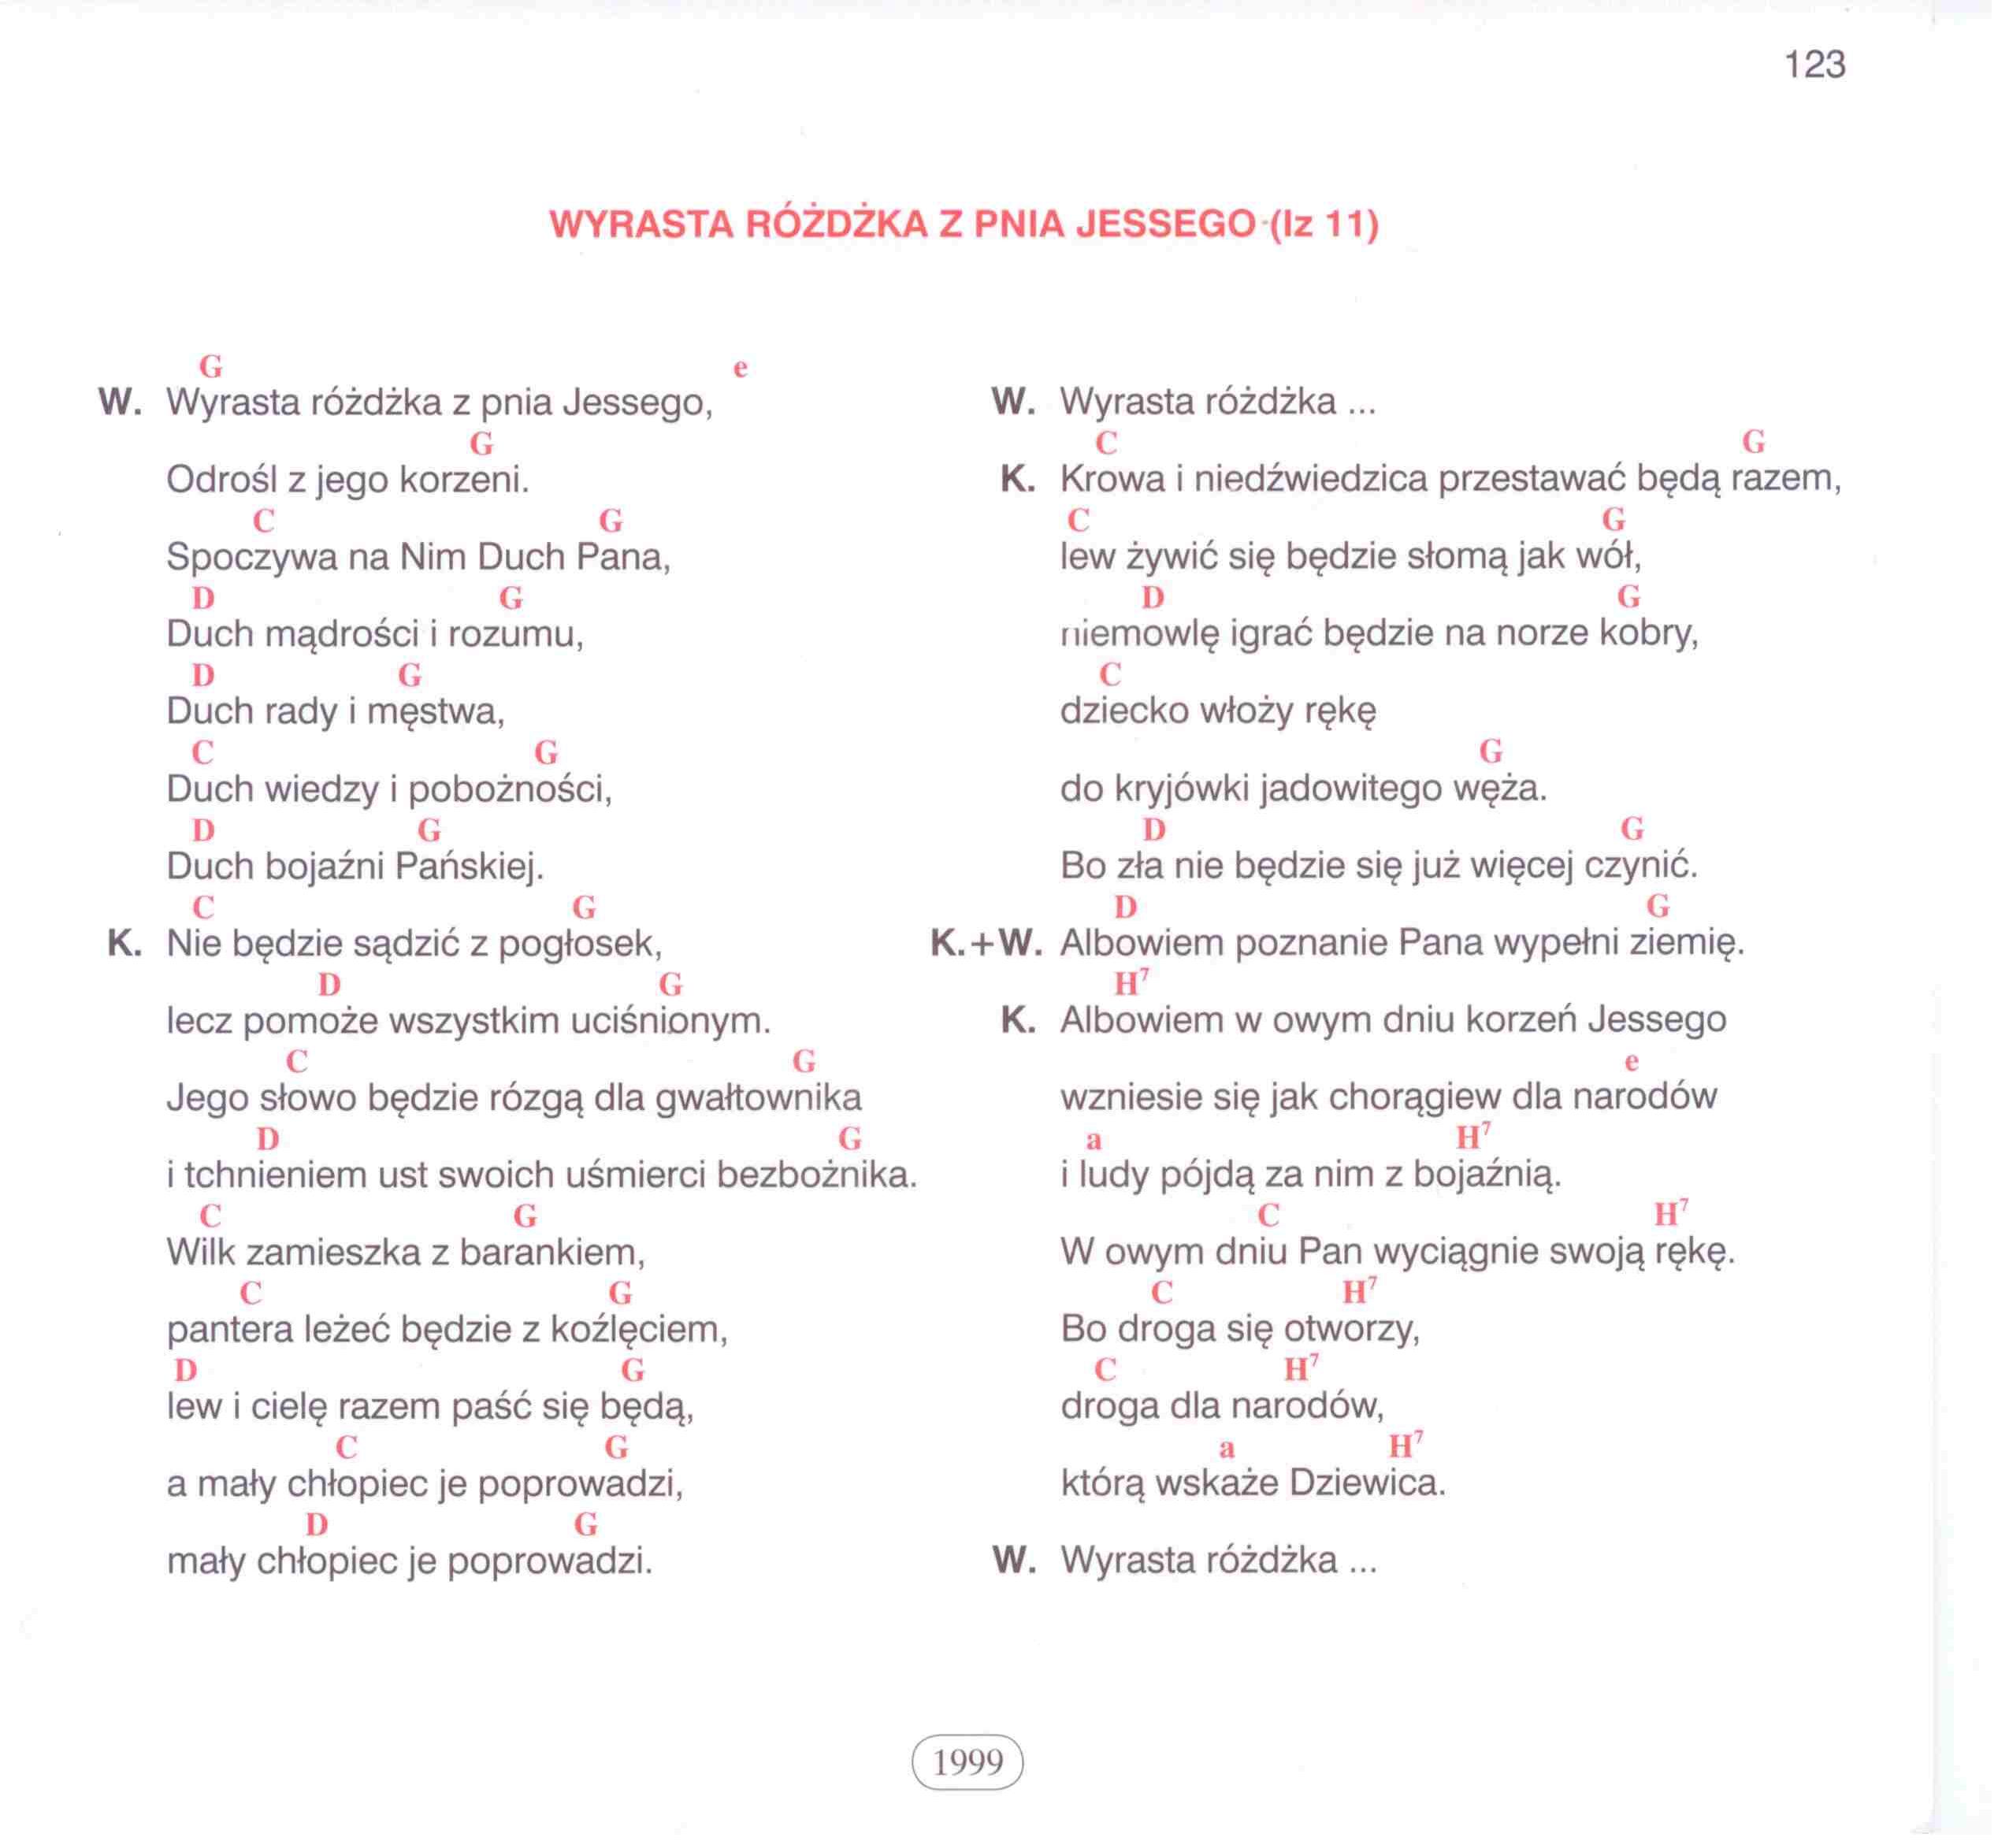 123
WYRASTA RÓŻDŻKA Z PNIA JESSEGO (Iz 11)
G e
W. Wyrasta różdżka z pnia Jessego,
G
Odrośl z jego korzeni.
C G
Spoczywa na Nim Duch Pana,
D G
Duch mądrości i rozumu,
D G
Duch rady i męstwa,
C G
Duch wiedzy i pobożności,
D G
Duch bojaźni Pańskiej.
C G
K. Nie będzie sądzić z pogłosek,
D G
lecz pomoże wszystkim uciśnionym.
C G
Jego słowo będzie rózgą dla gwałtownika
D G
i tchnieniem ust swoich uśmierci bezbożnika.
C G
Wilk zamieszka z barankiem,
C G
pantera leżeć będzie z koźlęciem,
D G
lew i cielę razem paść się będą,
C G
a mały chłopiec je poprowadzi,
D G
mały chłopiec je poprowadzi.
W. Wyrasta różdżka ...
C G
K. Krowa i niedźwiedzica przestawać będą razem,
C G
lew żywić się będzie słomą jak wół,
D G
niemowlę igrać będzie na norze kobry,
C
dziecko włoży rękę
G
do kryjówki jadowitego węża.
D G
Bo zła nie będzie się już więcej czynić.
D G
K.+W. Albowiem poznanie Pana wypełni ziemię.
H7
K. Albowiem w owym dniu korzeń Jessego
e
wzniesie się jak chorągiew dla narodów
a H7
i ludy pójdą za nim z bojaźnią.
C H7
W owym dniu Pan wyciągnie swoją rękę.
C H7
Bo droga się otworzy,
C H7
droga dla narodów,
a H7
którą wskaże Dziewica.
W. Wyrasta różdżka ...
1999